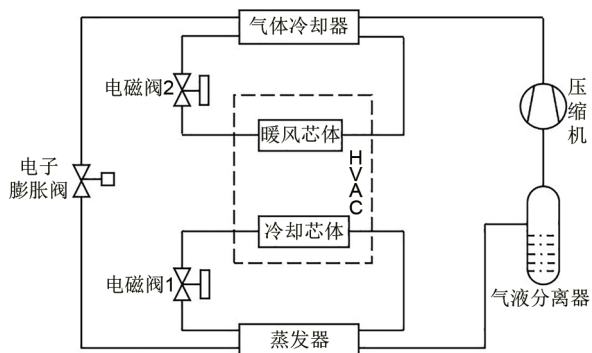 气体冷却器
电磁阀2
暖风芯体
压缩机
HVAC
电子
膨胀阀
冷却芯体
电磁阀1
气液分离器
蒸发器